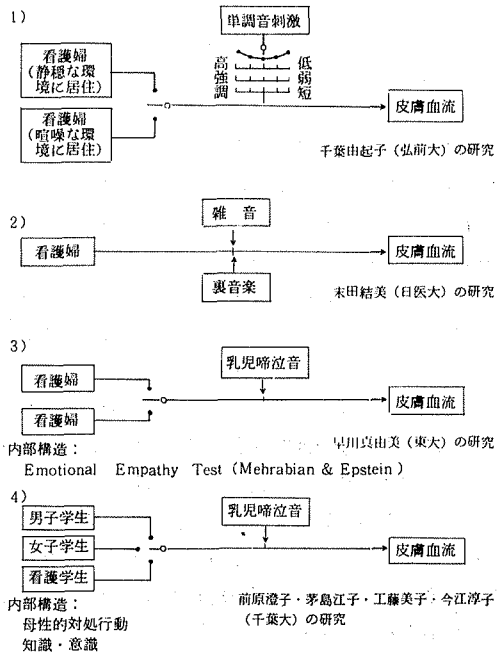 1)
単調音刺激
看護婦
(静穏な環
境に居住)
高 低
強 弱
調 短
看護婦
(喧噪な環
境に居住)
皮膚血流
千葉由起子(弘前大)の研究
2)
雑 音
看護婦
皮膚血流
裏音楽
末田結美(日医大)の研究
3)
乳児啼泣音
看護婦
皮膚血流
看護婦
早川真由美(東大)の研究
内部構造:
Emotional Empathy Test (Mehrabian & Epstein)
4)
男子学生
乳児啼泣音
女子学生
皮膚血流
看護学生
内部構造:
母性的対処行動
知識・意識
前原澄子・茅島江子・工藤美子・今江淳子
(千葉大)の研究